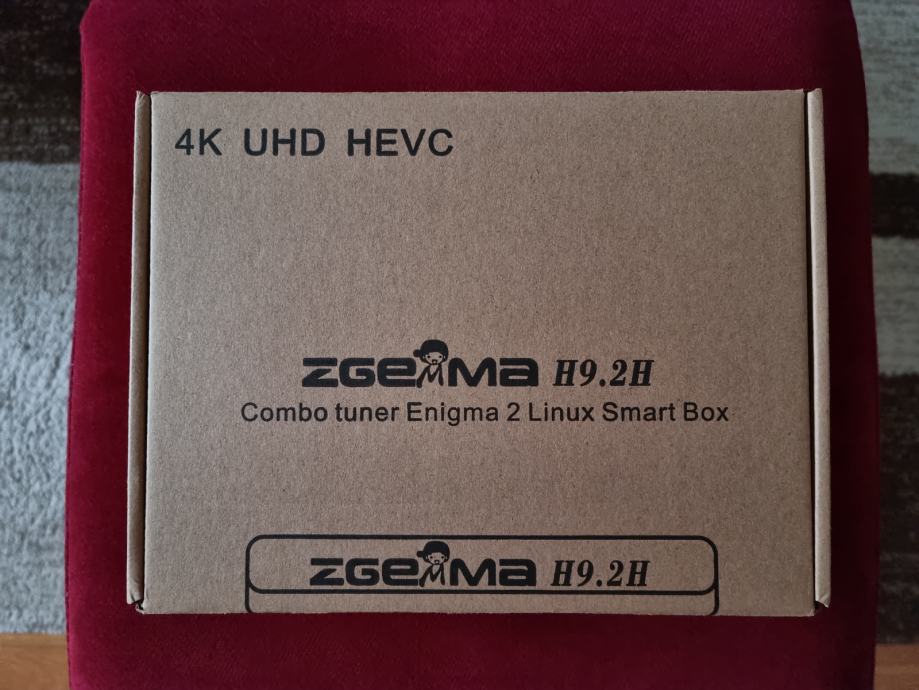 4K UHD HEVC
ZGEMMA H9.2H
Combo tuner Enigma 2 Linux Smart Box
ZGEMMA H9.2H